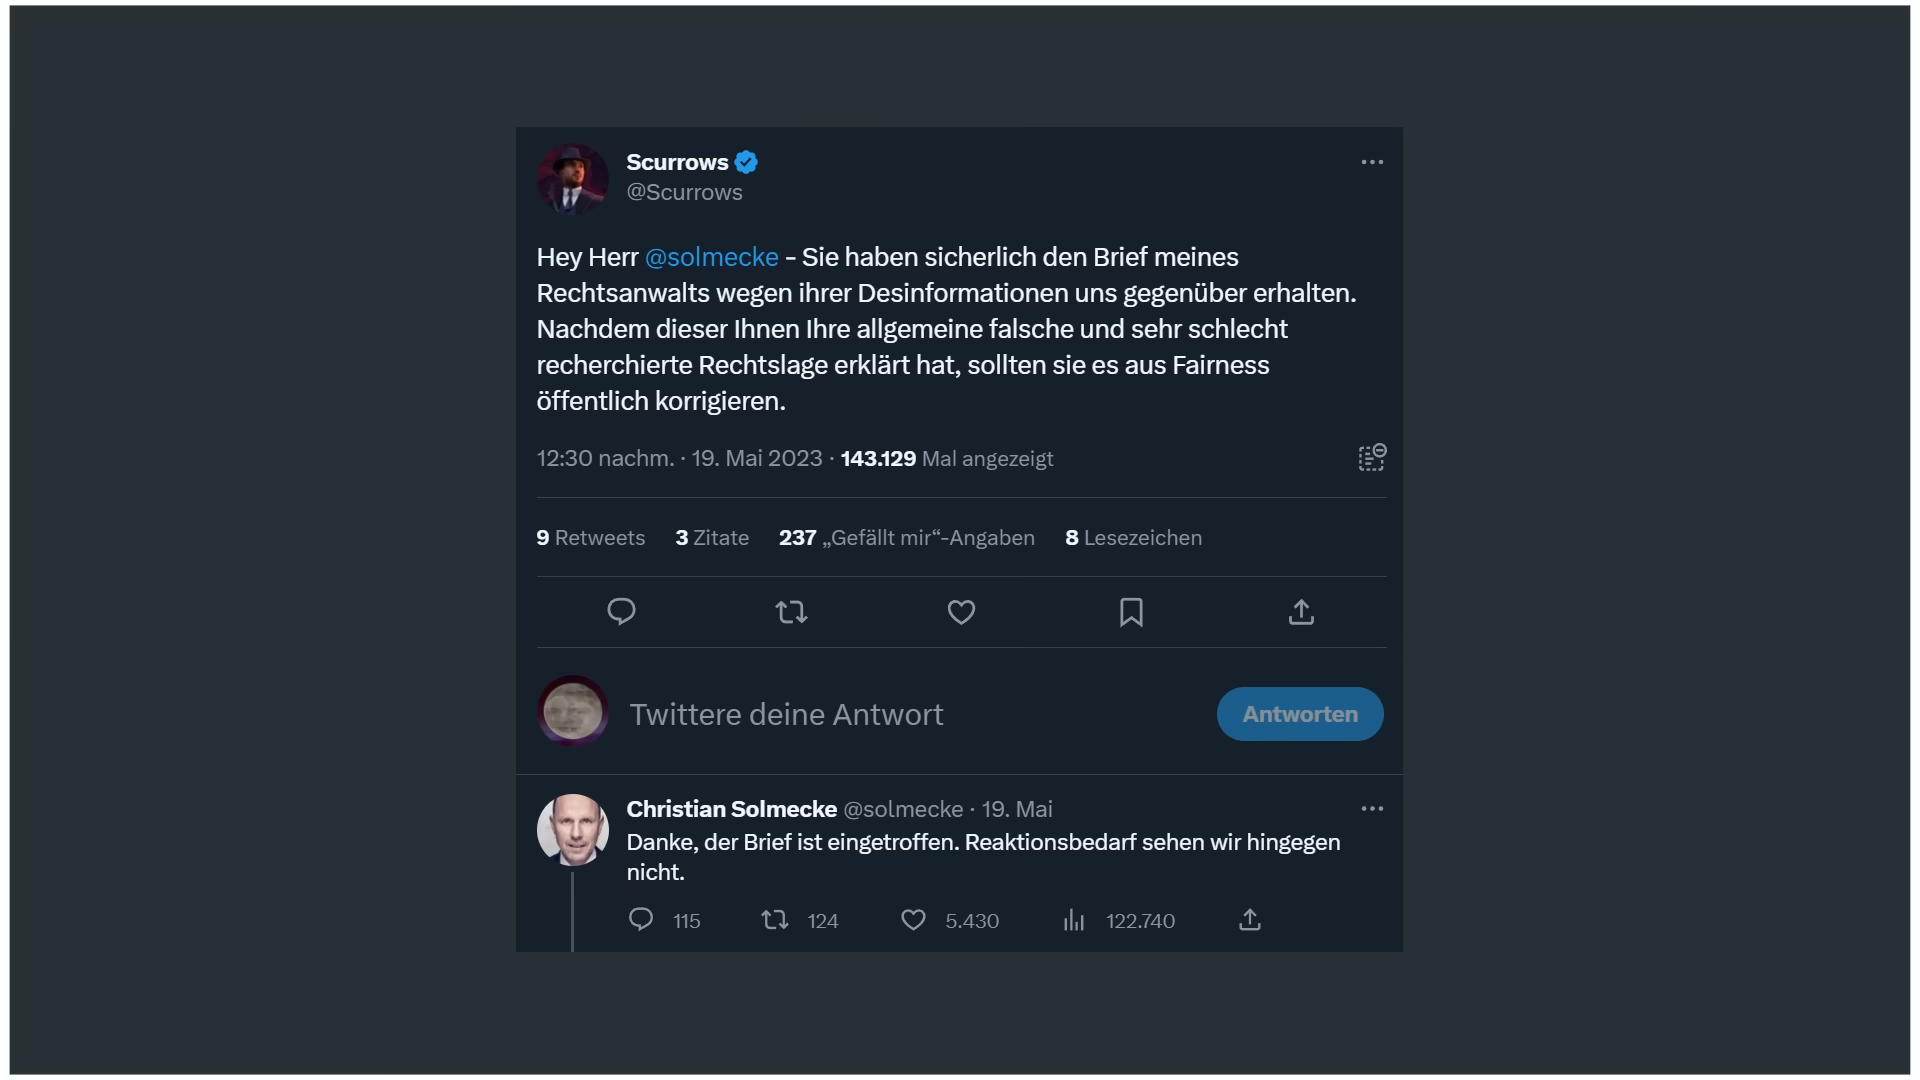 Scurrows
@Scurrows
Hey Herr @solmecke - Sie haben sicherlich den Brief meines
Rechtsanwalts wegen ihrer Desinformationen uns gegenüber erhalten.
Nachdem dieser Ihnen Ihre allgemeine falsche und sehr schlecht
recherchierte Rechtslage erklärt hat, sollten sie es aus Fairness
öffentlich korrigieren.
12:30 nachm. · 19. Mai 2023 · 143.129 Mal angezeigt
9 Retweets 3 Zitate 237 „Gefällt mir“-Angaben 8 Lesezeichen
Twittere deine Antwort Antworten
Christian Solmecke @solmecke · 19. Mai
Danke, der Brief ist eingetroffen. Reaktionsbedarf sehen wir hingegen
nicht.
115 124 5.430 122.740